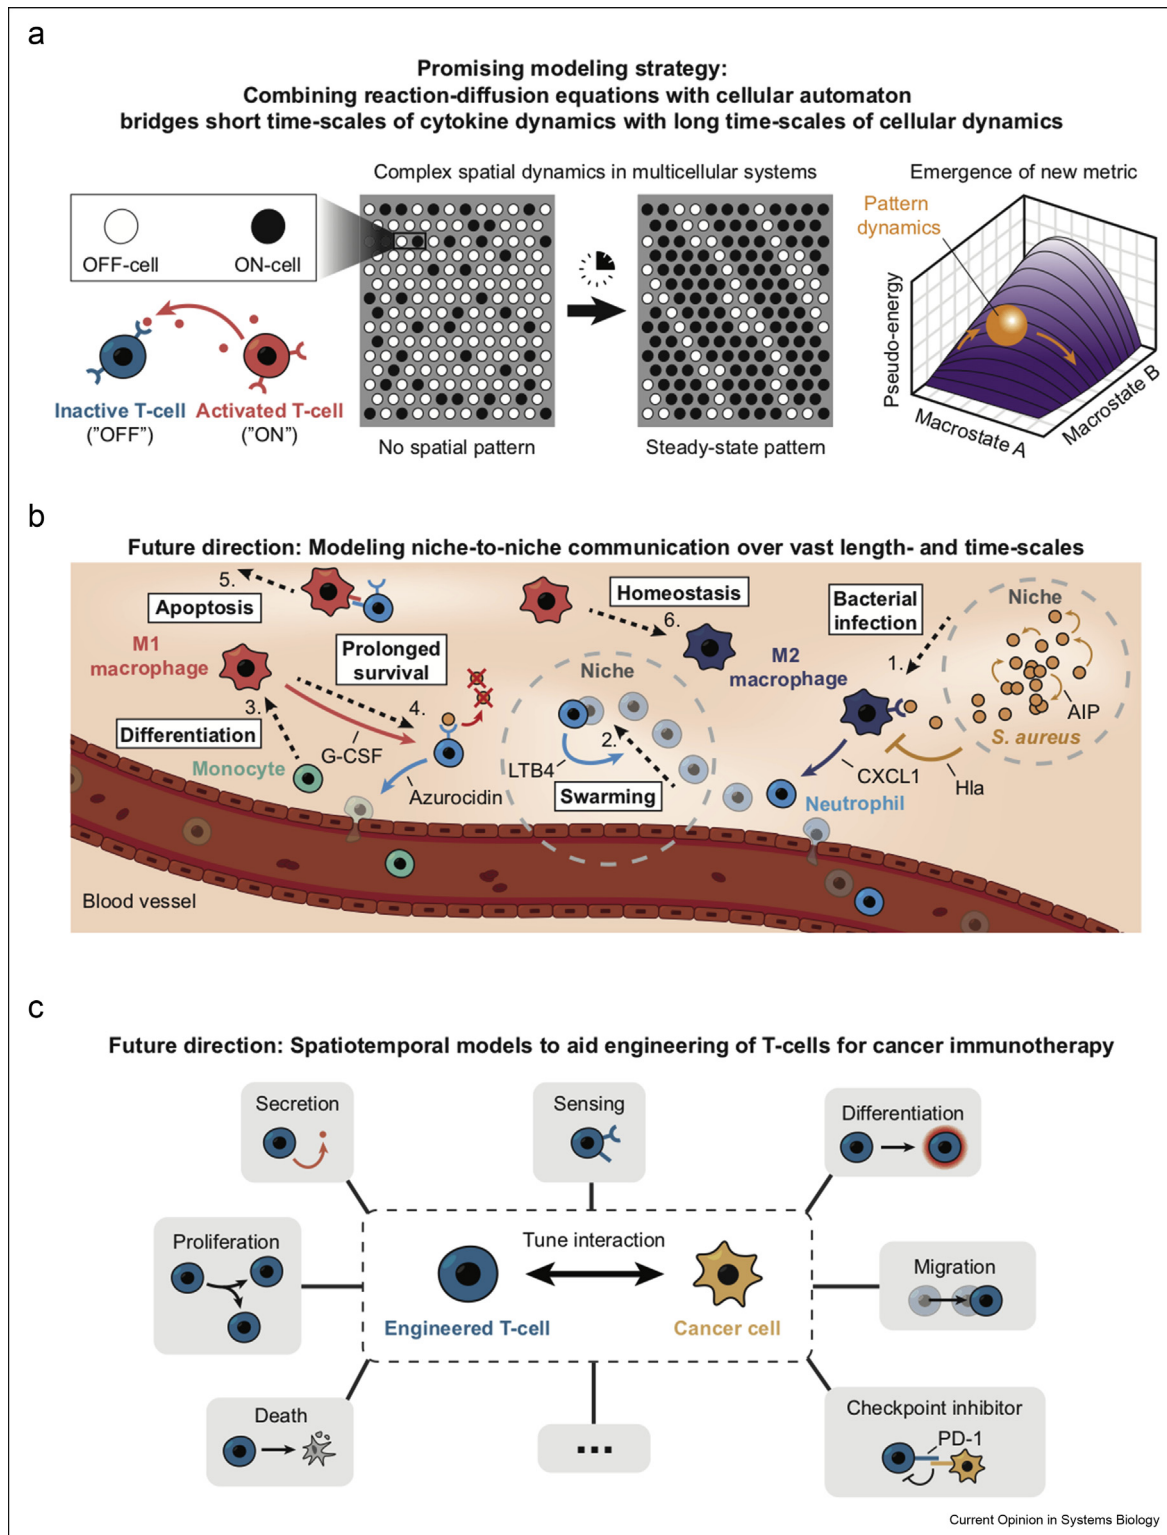 a
Promising modeling strategy:
Combining reaction-diffusion equations with cellular automaton
bridges short time-scales of cytokine dynamics with long time-scales of cellular dynamics
Complex spatial dynamics in multicellular systems
Emergence of new metric
OFF-cell
ON-cell
Pattern
dynamics
Pseudo-energy
Macrostate A
Macrostate B
Inactive T-cell
("OFF")
Activated T-cell
("ON")
No spatial pattern
Steady-state pattern
b
Future direction: Modeling niche-to-niche communication over vast length- and time-scales
5.
Apoptosis
M1
macrophage
Prolonged
survival
3.
4.
Differentiation
G-CSF
Monocyte
Azurocidin
Homeostasis
6.
Niche
M2
macrophage
2.
LTB4
Swarming
Bacterial
infection
1.
Niche
AIP
S. aureus
CXCL1
Hla
Neutrophil
Blood vessel
c
Future direction: Spatiotemporal models to aid engineering of T-cells for cancer immunotherapy
Secretion
Sensing
Differentiation
Proliferation
Tune interaction
Engineered T-cell
Cancer cell
Migration
Death
...
Checkpoint inhibitor
PD-1
Current Opinion in Systems Biology